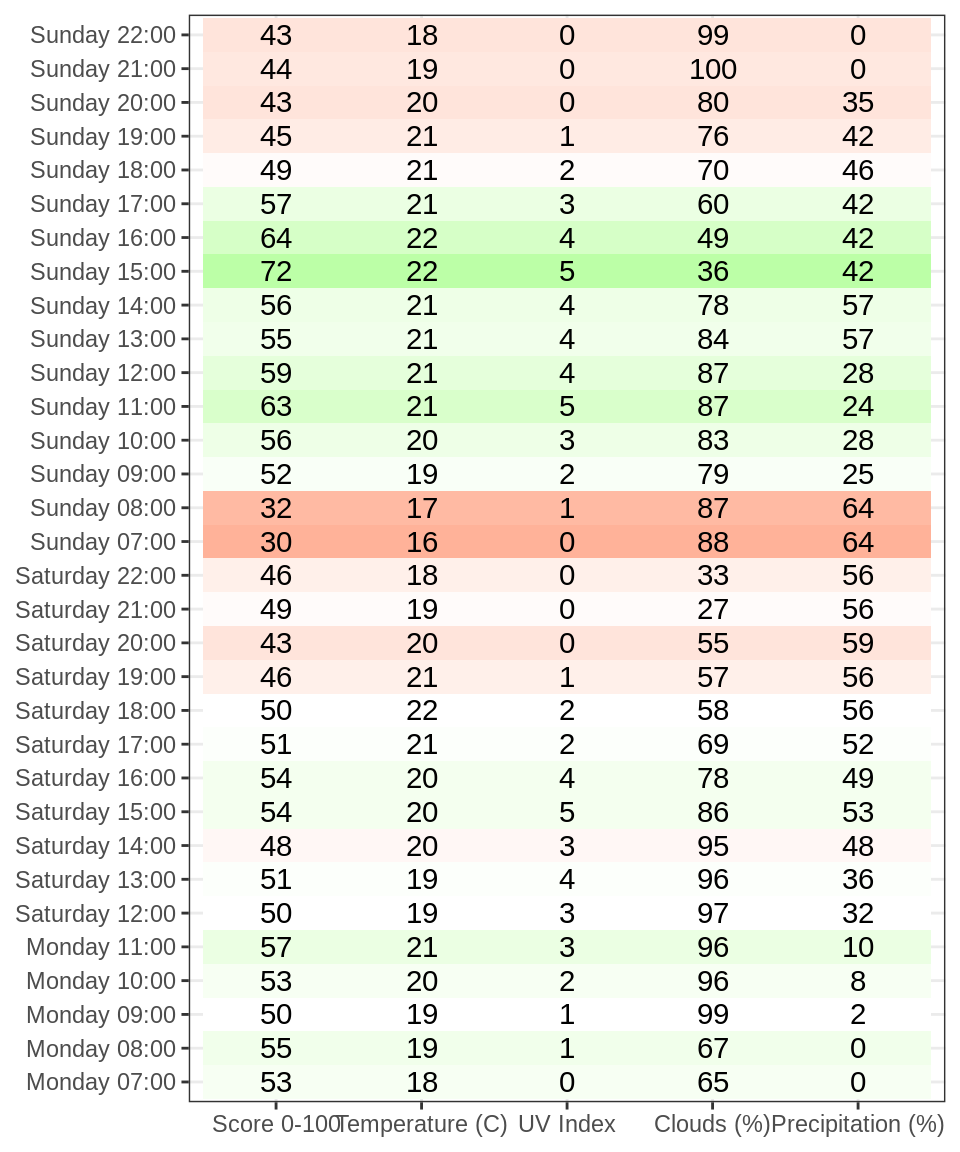 Sunday 22:00 43 18 0 99 0
Sunday 21:00 44 19 0 100 0
Sunday 20:00 43 20 0 80 35
Sunday 19:00 45 21 1 76 42
Sunday 18:00 49 21 2 70 46
Sunday 17:00 57 21 3 60 42
Sunday 16:00 64 22 4 49 42
Sunday 15:00 72 22 5 36 42
Sunday 14:00 56 21 4 78 57
Sunday 13:00 55 21 4 84 57
Sunday 12:00 59 21 4 87 28
Sunday 11:00 63 21 5 87 24
Sunday 10:00 56 20 3 83 28
Sunday 09:00 52 19 2 79 25
Sunday 08:00 32 17 1 87 64
Sunday 07:00 30 16 0 88 64
Saturday 22:00 46 18 0 33 56
Saturday 21:00 49 19 0 27 56
Saturday 20:00 43 20 0 55 59
Saturday 19:00 46 21 1 57 56
Saturday 18:00 50 22 2 58 56
Saturday 17:00 51 21 2 69 52
Saturday 16:00 54 20 4 78 49
Saturday 15:00 54 20 5 86 53
Saturday 14:00 48 20 3 95 48
Saturday 13:00 51 19 4 96 36
Saturday 12:00 50 19 3 97 32
Monday 11:00 57 21 3 96 10
Monday 10:00 53 20 2 96 8
Monday 09:00 50 19 1 99 2
Monday 08:00 55 19 1 67 0
Monday 07:00 53 18 0 65 0
Score 0-100 Temperature (C) UV Index Clouds (%) Precipitation (%)